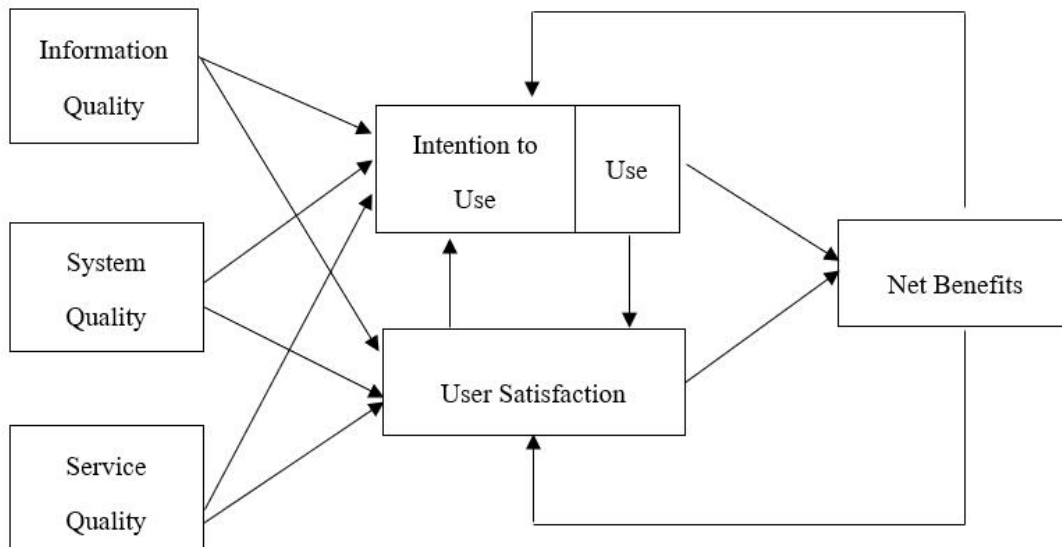 Information
Quality
Intention to
Use
Use
System
Quality
Net Benefits
User Satisfaction
Service
Quality